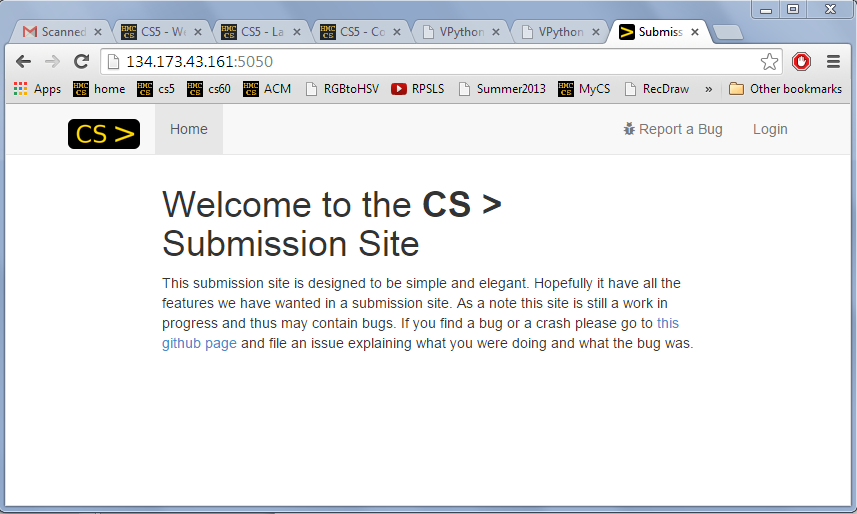 Scanned CS5 - We CS5 - La CS5 - Co VPython VPython Submiss
134.173.43.161:5050
Apps home cs5 cs60 ACM RGBtoHSV RPSLS Summer2013 MyCS RecDraw » Other bookmarks
CS > Home Report a Bug Login
Welcome to the CS >
Submission Site
This submission site is designed to be simple and elegant. Hopefully it have all the
features we have wanted in a submission site. As a note this site is still a work in
progress and thus may contain bugs. If you find a bug or a crash please go to this
github page and file an issue explaining what you were doing and what the bug was.